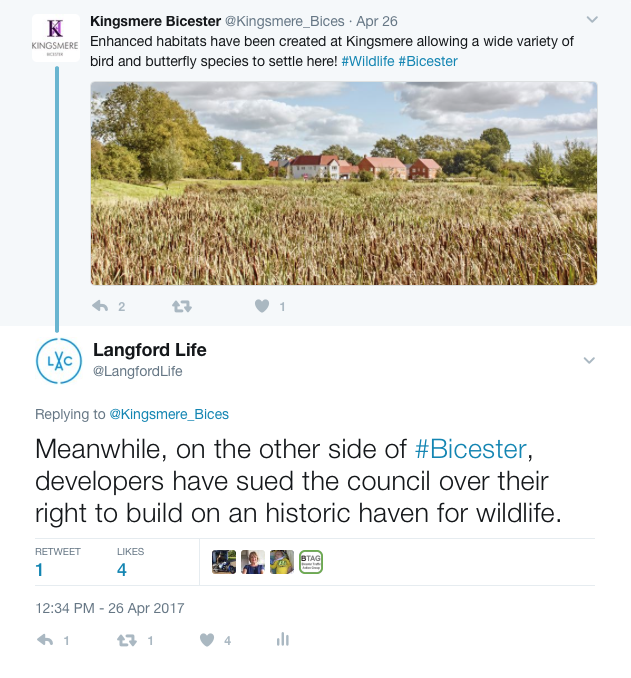 Kingsmere Bicester @Kingsmere_Bices · Apr 26
K
KINGSMERE
BICESTER
Enhanced habitats have been created at Kingsmere allowing a wide variety of
bird and butterfly species to settle here! #Wildlife #Bicester
2
1
LXC
Langford Life
@LangfordLife
Replying to @Kingsmere_Bices
Meanwhile, on the other side of #Bicester,
developers have sued the council over their
right to build on an historic haven for wildlife.
RETWEET LIKES
1 4
BTAG
12:34 PM - 26 Apr 2017
1 1 4